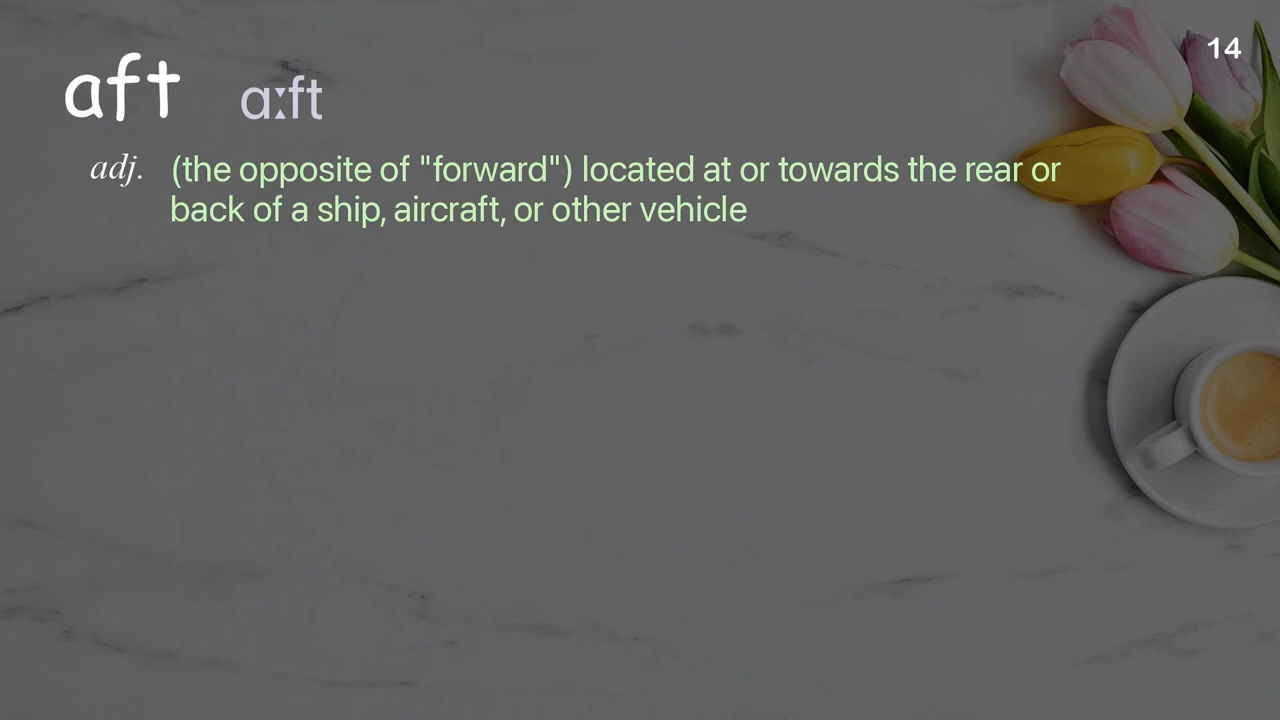 14
aft ɑːft
adj. (the opposite of "forward") located at or towards the rear or
back of a ship, aircraft, or other vehicle